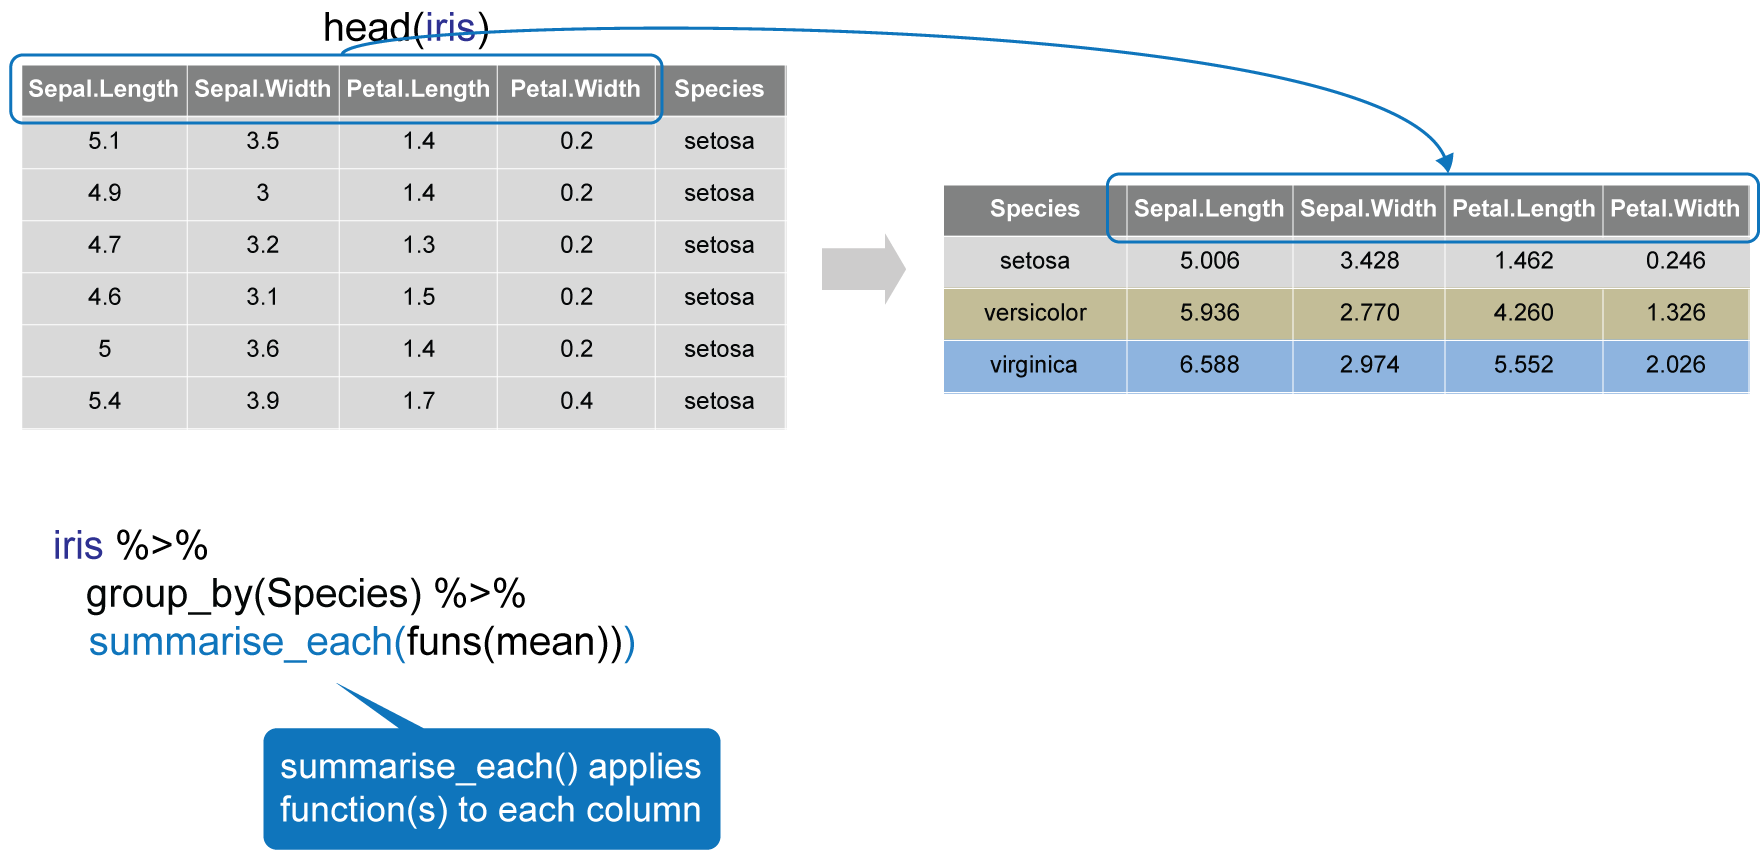 head(iris)
Sepal.Length Sepal.Width Petal.Length Petal.Width Species
5.1 3.5 1.4 0.2 setosa
4.9 3 1.4 0.2 setosa
4.7 3.2 1.3 0.2 setosa
4.6 3.1 1.5 0.2 setosa
5 3.6 1.4 0.2 setosa
5.4 3.9 1.7 0.4 setosa
Species Sepal.Length Sepal.Width Petal.Length Petal.Width
setosa 5.006 3.428 1.462 0.246
versicolor 5.936 2.770 4.260 1.326
virginica 6.588 2.974 5.552 2.026
iris %>%
group_by(Species) %>%
summarise_each(funs(mean)))
summarise_each() applies
function(s) to each column